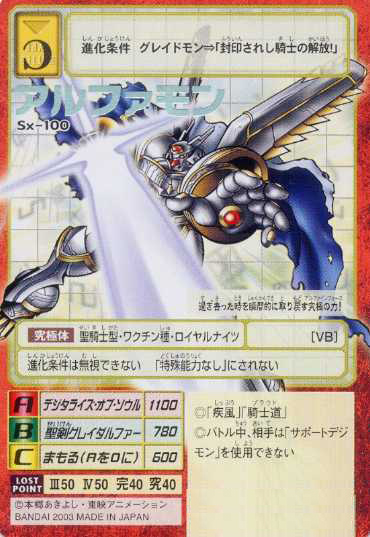 進化条件 グレイドモン⇒「封印されし騎士の解放!」
アルファモン
Sx-100
過ぎ去った時を瞬間的に取り戻す究極の力!
究極体 聖騎士型・ワクチン種・ロイヤルナイツ [VB]
進化条件は無視できない 「特殊能力なし」にされない
A デジタライズ・オブ・ソウル 1100
B 聖剣グレイダルファー 780
C まもる(Aを0に) 600
◎「疾風」「騎士道」
◎バトル中、相手は「サポートデジモン」を使用できない
LOST POINT Ⅲ50 Ⅳ50 完40 究40
©本郷あきよし・東映アニメーション
BANDAI 2003 MADE IN JAPAN